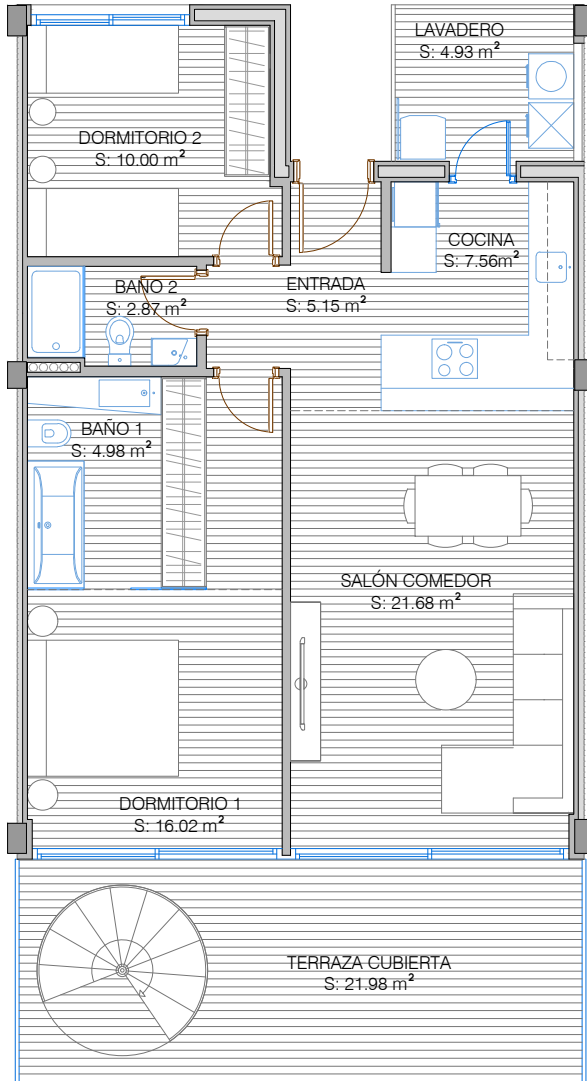 LAVADERO
S: 4.93 m²
DORMITORIO 2
S: 10.00 m²
COCINA
S: 7.56m²
BAÑO 2
S: 2.87 m²
ENTRADA
S: 5.15 m²
BAÑO 1
S: 4.98 m²
SALÓN COMEDOR
S: 21.68 m²
DORMITORIO 1
S: 16.02 m²
TERRAZA CUBIERTA
S: 21.98 m²